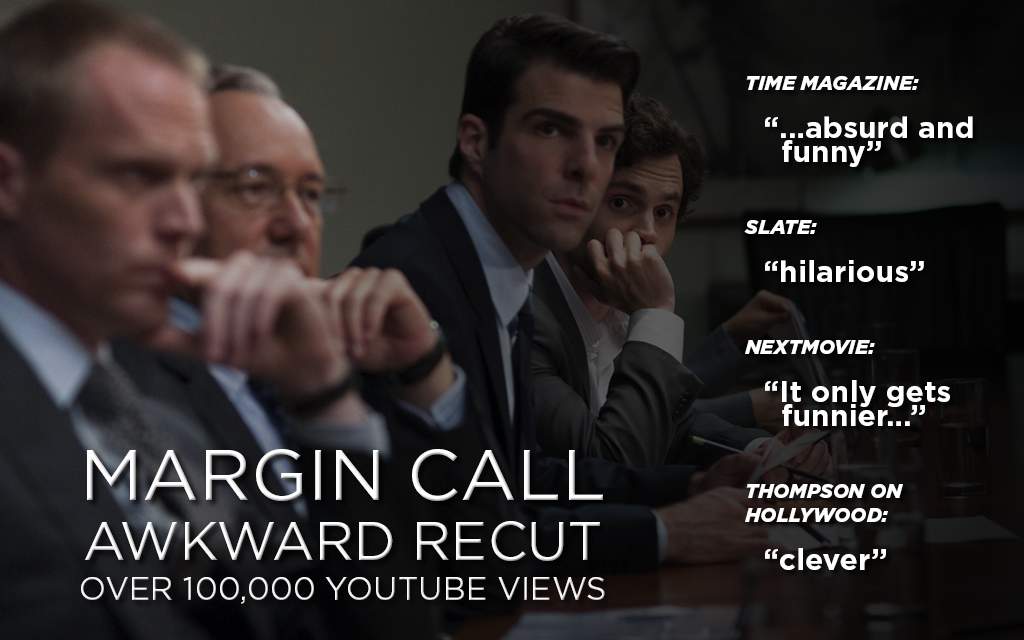 TIME MAGAZINE:
“...absurd and
funny”
SLATE:
“hilarious”
NEXTMOVIE:
“It only gets
funnier...”
THOMPSON ON
HOLLYWOOD:
“clever”
MARGIN CALL
AWKWARD RECUT
OVER 100,000 YOUTUBE VIEWS